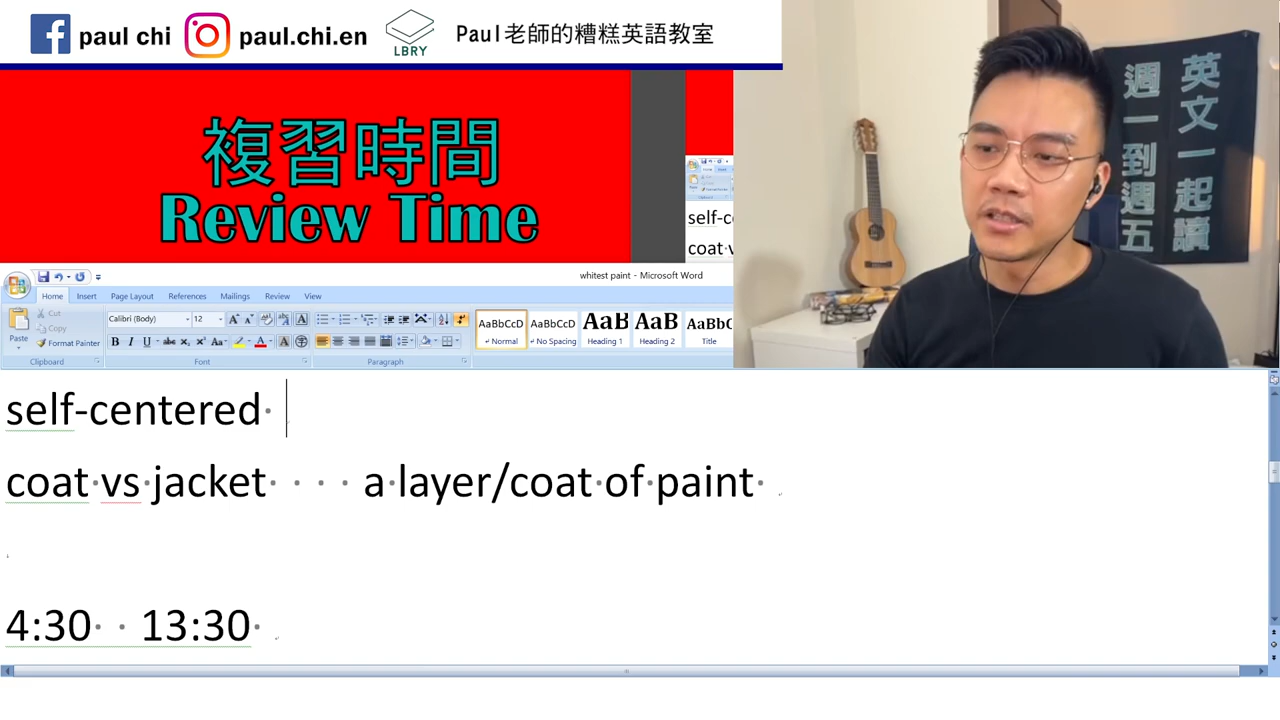 paul chi paul.chi.en LBRY Paul老師的糟糕英語教室
複習時間
Review Time
英文一起讀
週一到週五
self-c
coat v
whitest paint - Microsoft Word
Home Insert Page Layout References Mailings Review View
Cut
Copy
Paste Format Painter
Calibri (Body) 12
AaBbCcD AaBbCcD AaBb AaB AaBbC
Normal No Spacing Heading 1 Heading 2 Title
Clipboard Font Paragraph
self-centered
coat vs jacket a layer/coat of paint
4:30 13:30